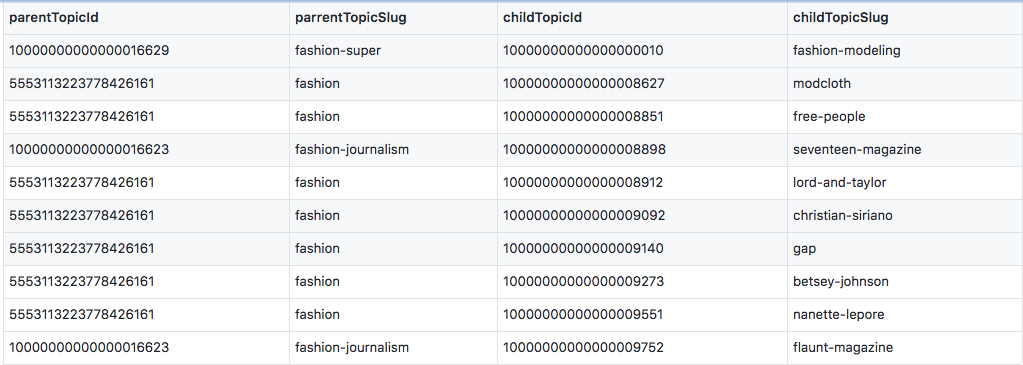 parentTopicId parrentTopicSlug childTopicId childTopicSlug
10000000000000016629 fashion-super 10000000000000000010 fashion-modeling
5553113223778426161 fashion 10000000000000008627 modcloth
5553113223778426161 fashion 10000000000000008851 free-people
10000000000000016623 fashion-journalism 10000000000000008898 seventeen-magazine
5553113223778426161 fashion 10000000000000008912 lord-and-taylor
5553113223778426161 fashion 10000000000000009092 christian-siriano
5553113223778426161 fashion 10000000000000009140 gap
5553113223778426161 fashion 10000000000000009273 betsey-johnson
5553113223778426161 fashion 10000000000000009551 nanette-lepore
10000000000000016623 fashion-journalism 10000000000000009752 flaunt-magazine